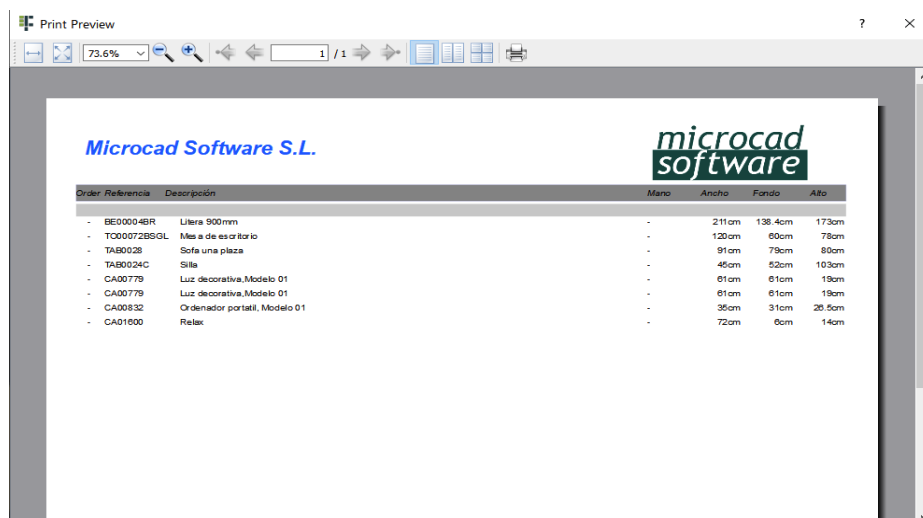 Print Preview ?
73.6% 1 / 1
Microcad Software S.L. microcad
software
Order Referencia Descripción Mano Ancho Fondo Alto
- BE00004BR Litera 900mm - 211cm 138.4cm 173cm
- TO00072BSGL Mesa de escritorio - 120cm 60cm 78cm
- TAB0028 Sofa una plaza - 91cm 79cm 80cm
- TAB0024C Silla - 45cm 52cm 103cm
- CA00779 Luz decorativa,Modelo 01 - 61cm 61cm 19cm
- CA00779 Luz decorativa,Modelo 01 - 61cm 61cm 19cm
- CA00832 Ordenador portatil, Modelo 01 - 35cm 31cm 26.5cm
- CA01600 Relax - 72cm 6cm 14cm